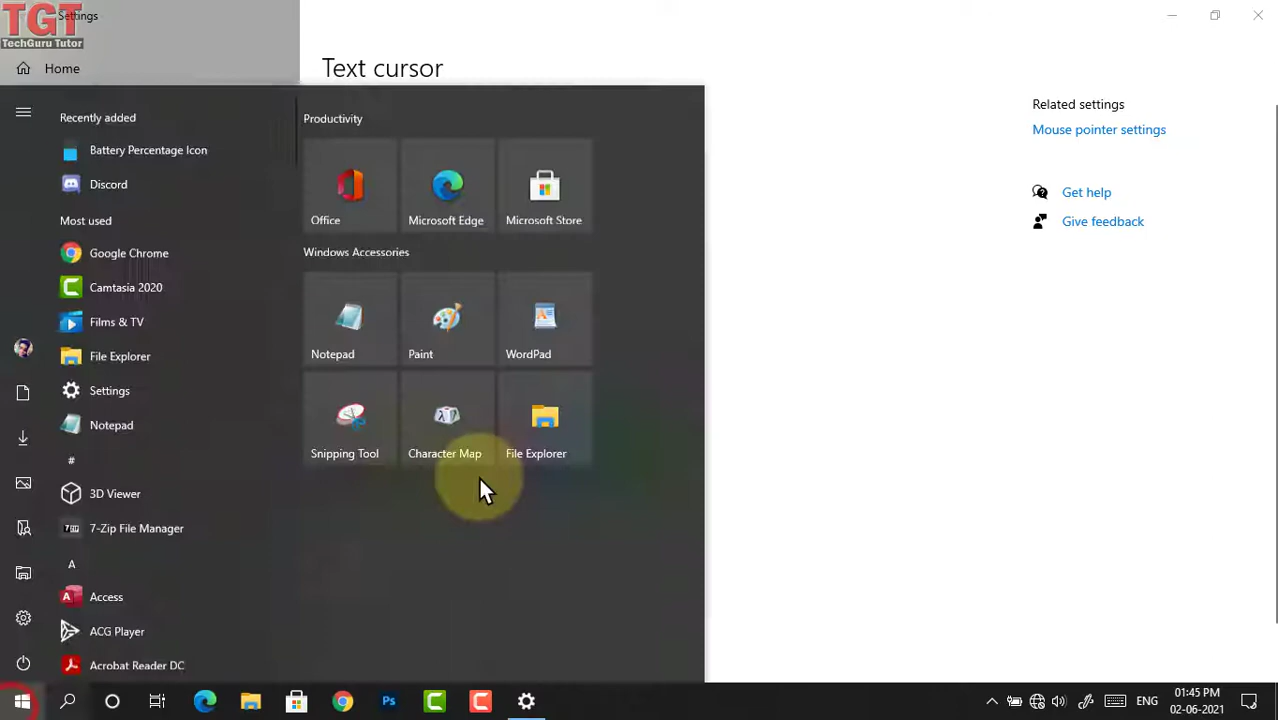 TGT
TechGuru Tutor
Settings
Home
Text cursor
Related settings
Mouse pointer settings
Get help
Give feedback
Recently added
Battery Percentage Icon
Discord
Most used
Google Chrome
Camtasia 2020
Films & TV
File Explorer
Settings
Notepad
#
3D Viewer
7-Zip File Manager
A
Access
ACG Player
Acrobat Reader DC
Productivity
Office
Microsoft Edge
Microsoft Store
Windows Accessories
Notepad
Paint
WordPad
Snipping Tool
Character Map
File Explorer
Ps
C
C
ENG
01:45 PM
02-06-2021